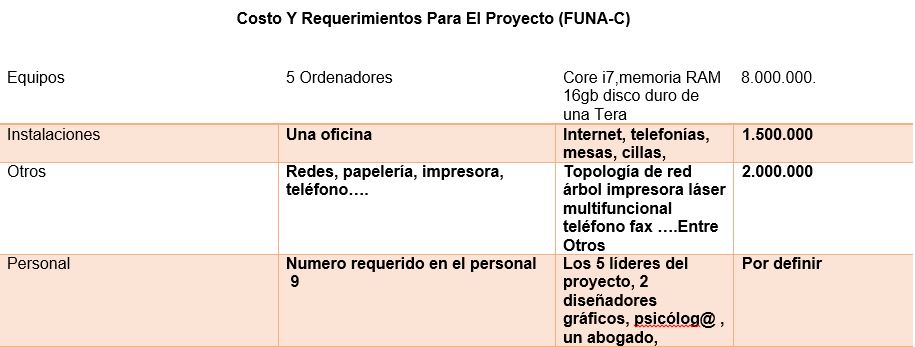 Costo Y Requerimientos Para El Proyecto (FUNA-C)
Equipos 5 Ordenadores Core i7,memoria RAM 8.000.000.
16gb disco duro de
una Tera
Instalaciones Una oficina Internet, telefonías, 1.500.000
mesas, cillas,
Otros Redes, papelería, impresora, Topología de red 2.000.000
teléfono…. árbol impresora láser
multifuncional
teléfono fax ….Entre
Otros
Personal Numero requerido en el personal Los 5 líderes del Por definir
9 proyecto, 2
diseñadores
gráficos, psicólog@ ,
un abogado,